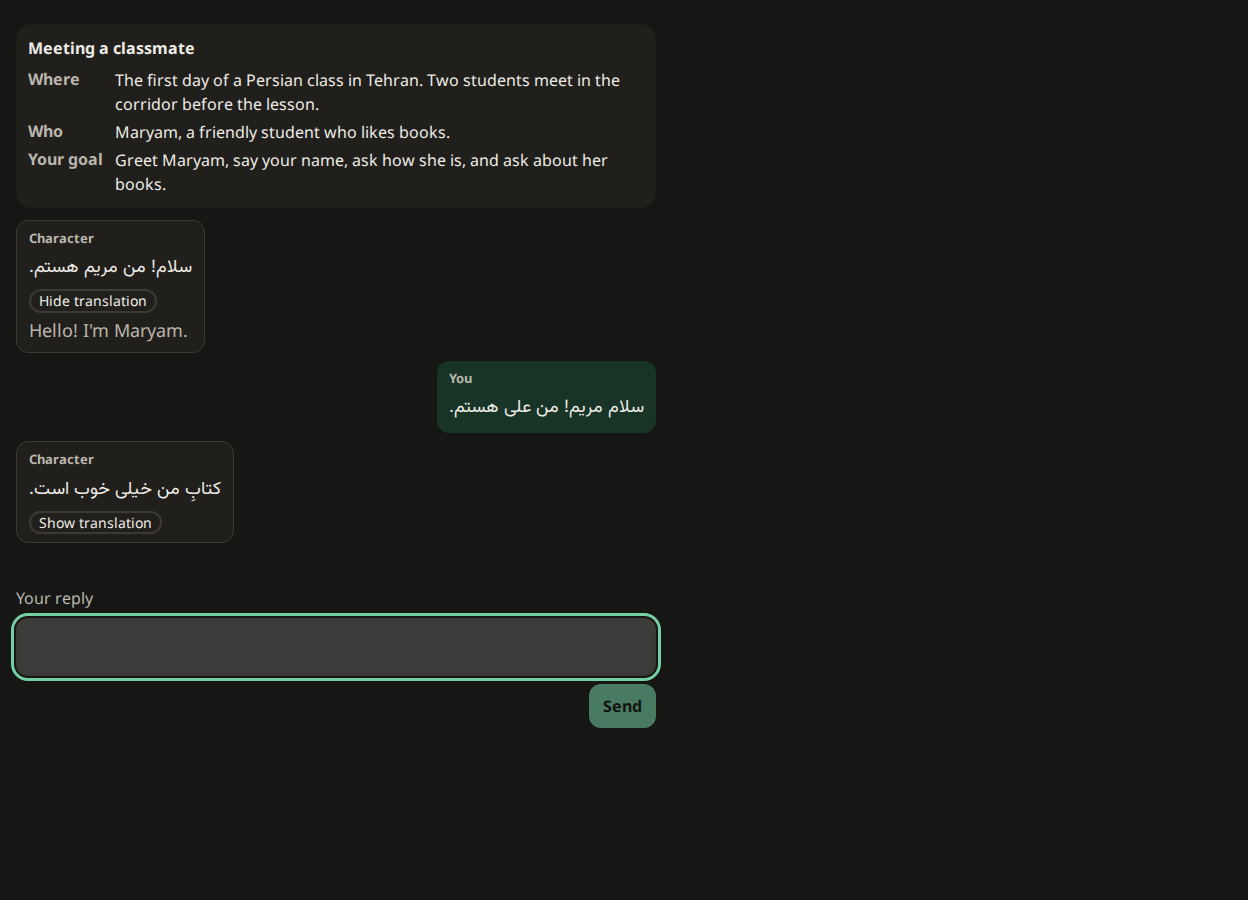 Meeting a classmate
Where
The first day of a Persian class in Tehran. Two students meet in the
corridor before the lesson.
Who
Maryam, a friendly student who likes books.
Your goal
Greet Maryam, say your name, ask how she is, and ask about her
books.
Character
سلام! من مریم هستم.
Hide translation
Hello! I'm Maryam.
You
سلام مریم! من علی هستم.
Character
کتابِ من خیلی خوب است.
Show translation
Your reply
Send